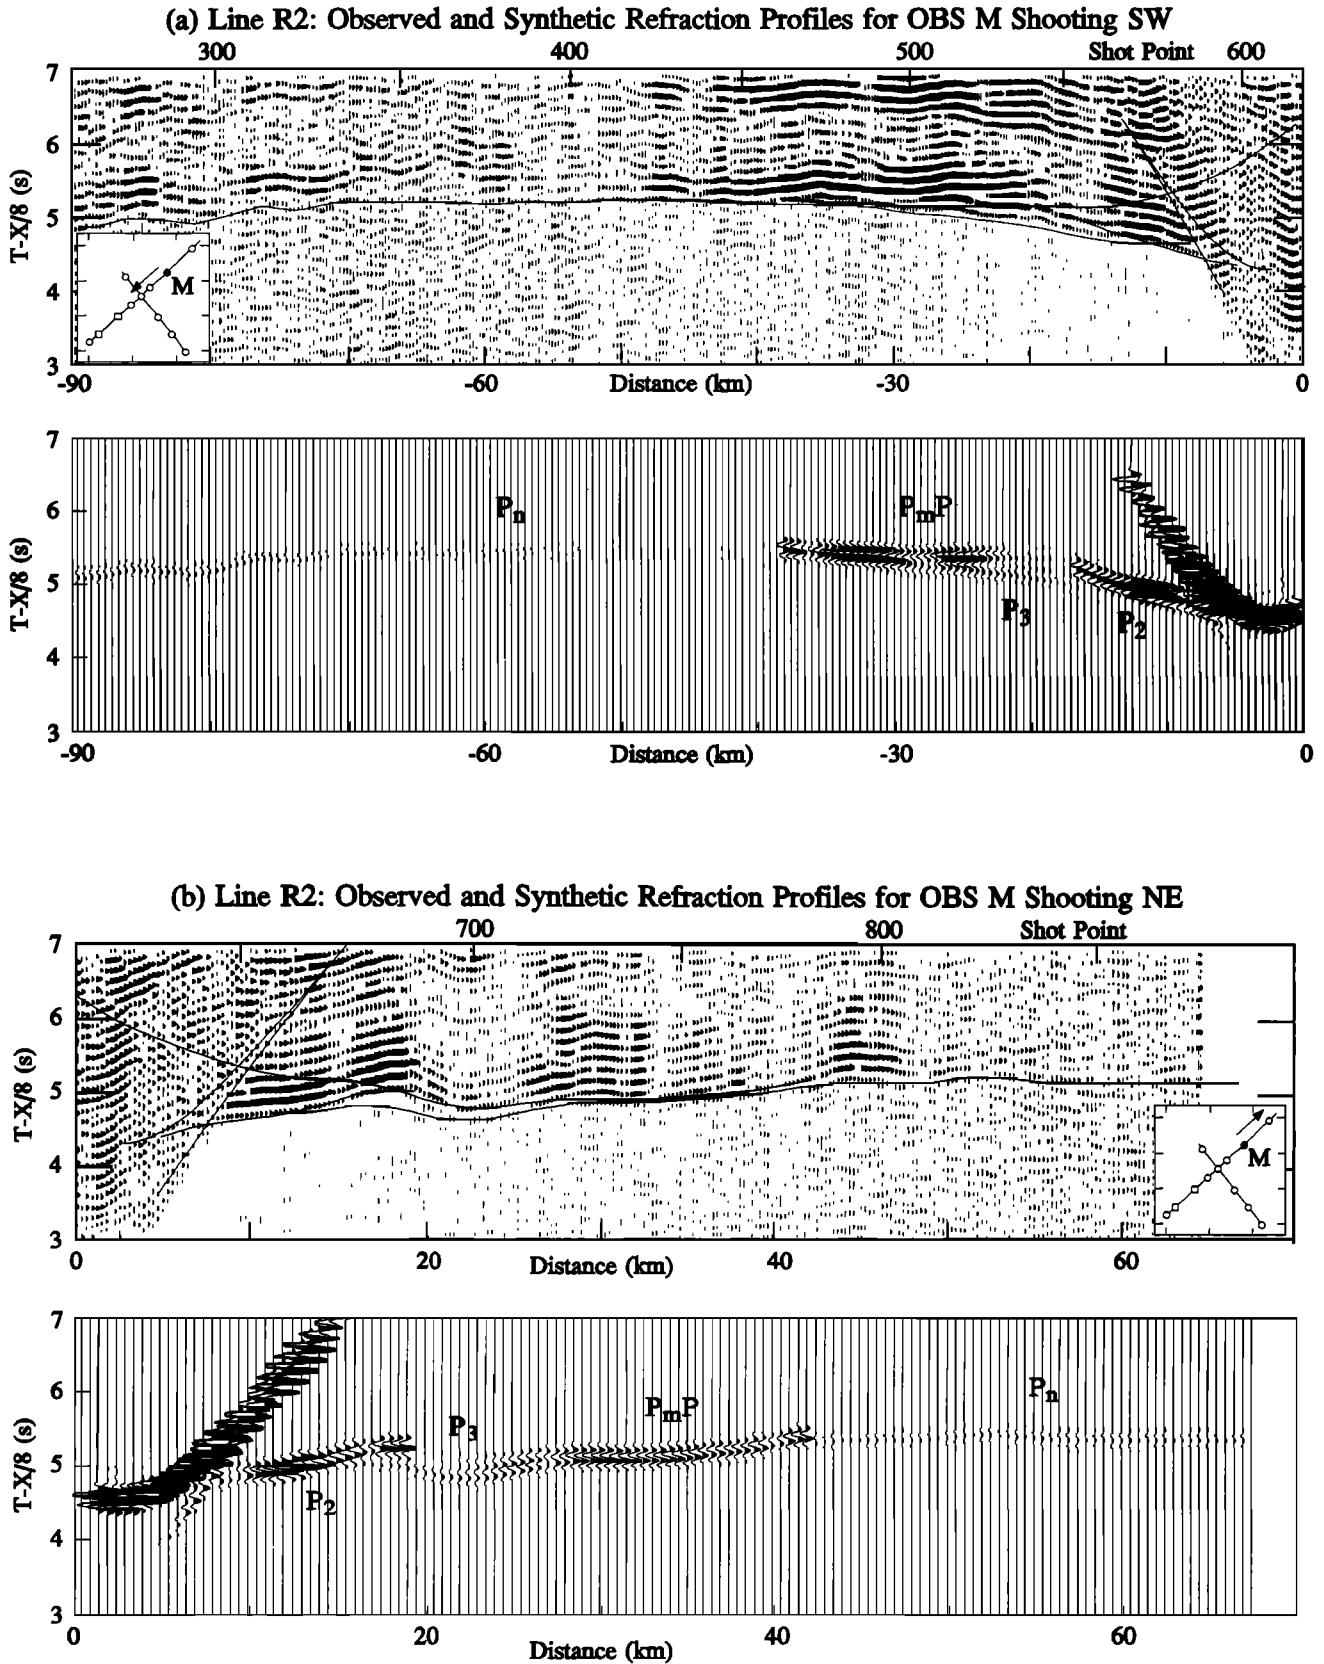 (a) Line R2: Observed and Synthetic Refraction Profiles for OBS M Shooting SW
300 400 500 Shot Point 600
7
6
5
4
3
T-X/8 (s)
M
-90 -60 Distance (km) -30 0
7
6
5
4
3
T-X/8 (s)
Pn
PmP
P3
P2
-90 -60 Distance (km) -30 0
(b) Line R2: Observed and Synthetic Refraction Profiles for OBS M Shooting NE
700 800 Shot Point
7
6
5
4
3
T-X/8 (s)
M
0 20 Distance (km) 40 60
7
6
5
4
3
T-X/8 (s)
Pn
PmP
P3
P2
0 20 Distance (km) 40 60